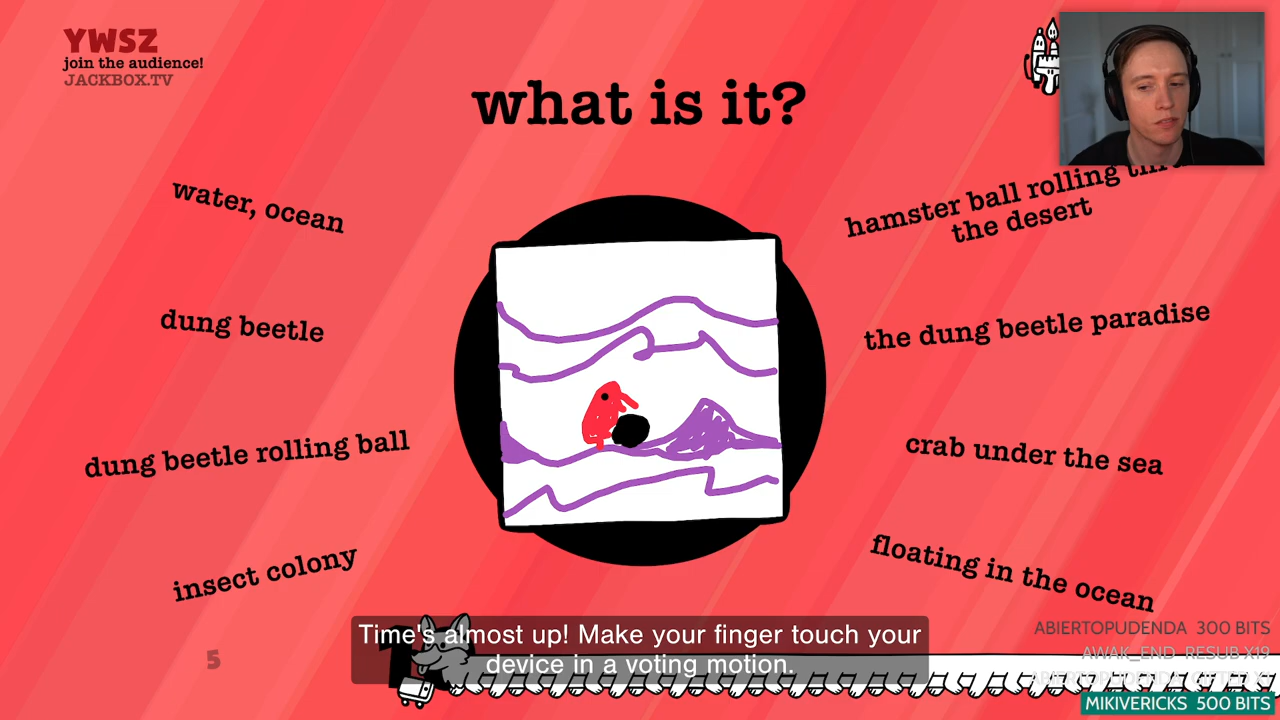 YWSZ
join the audience!
JACKBOX.TV
what is it?
water, ocean
dung beetle
dung beetle rolling ball
insect colony
hamster ball rolling
the desert
the dung beetle paradise
crab under the sea
floating in the ocean
5
Time's almost up! Make your finger touch your
device in a voting motion.
ABIERTOPUDENDA 300 BITS
AWAK_END RESUB X19
MIKIVERICKS 500 BITS